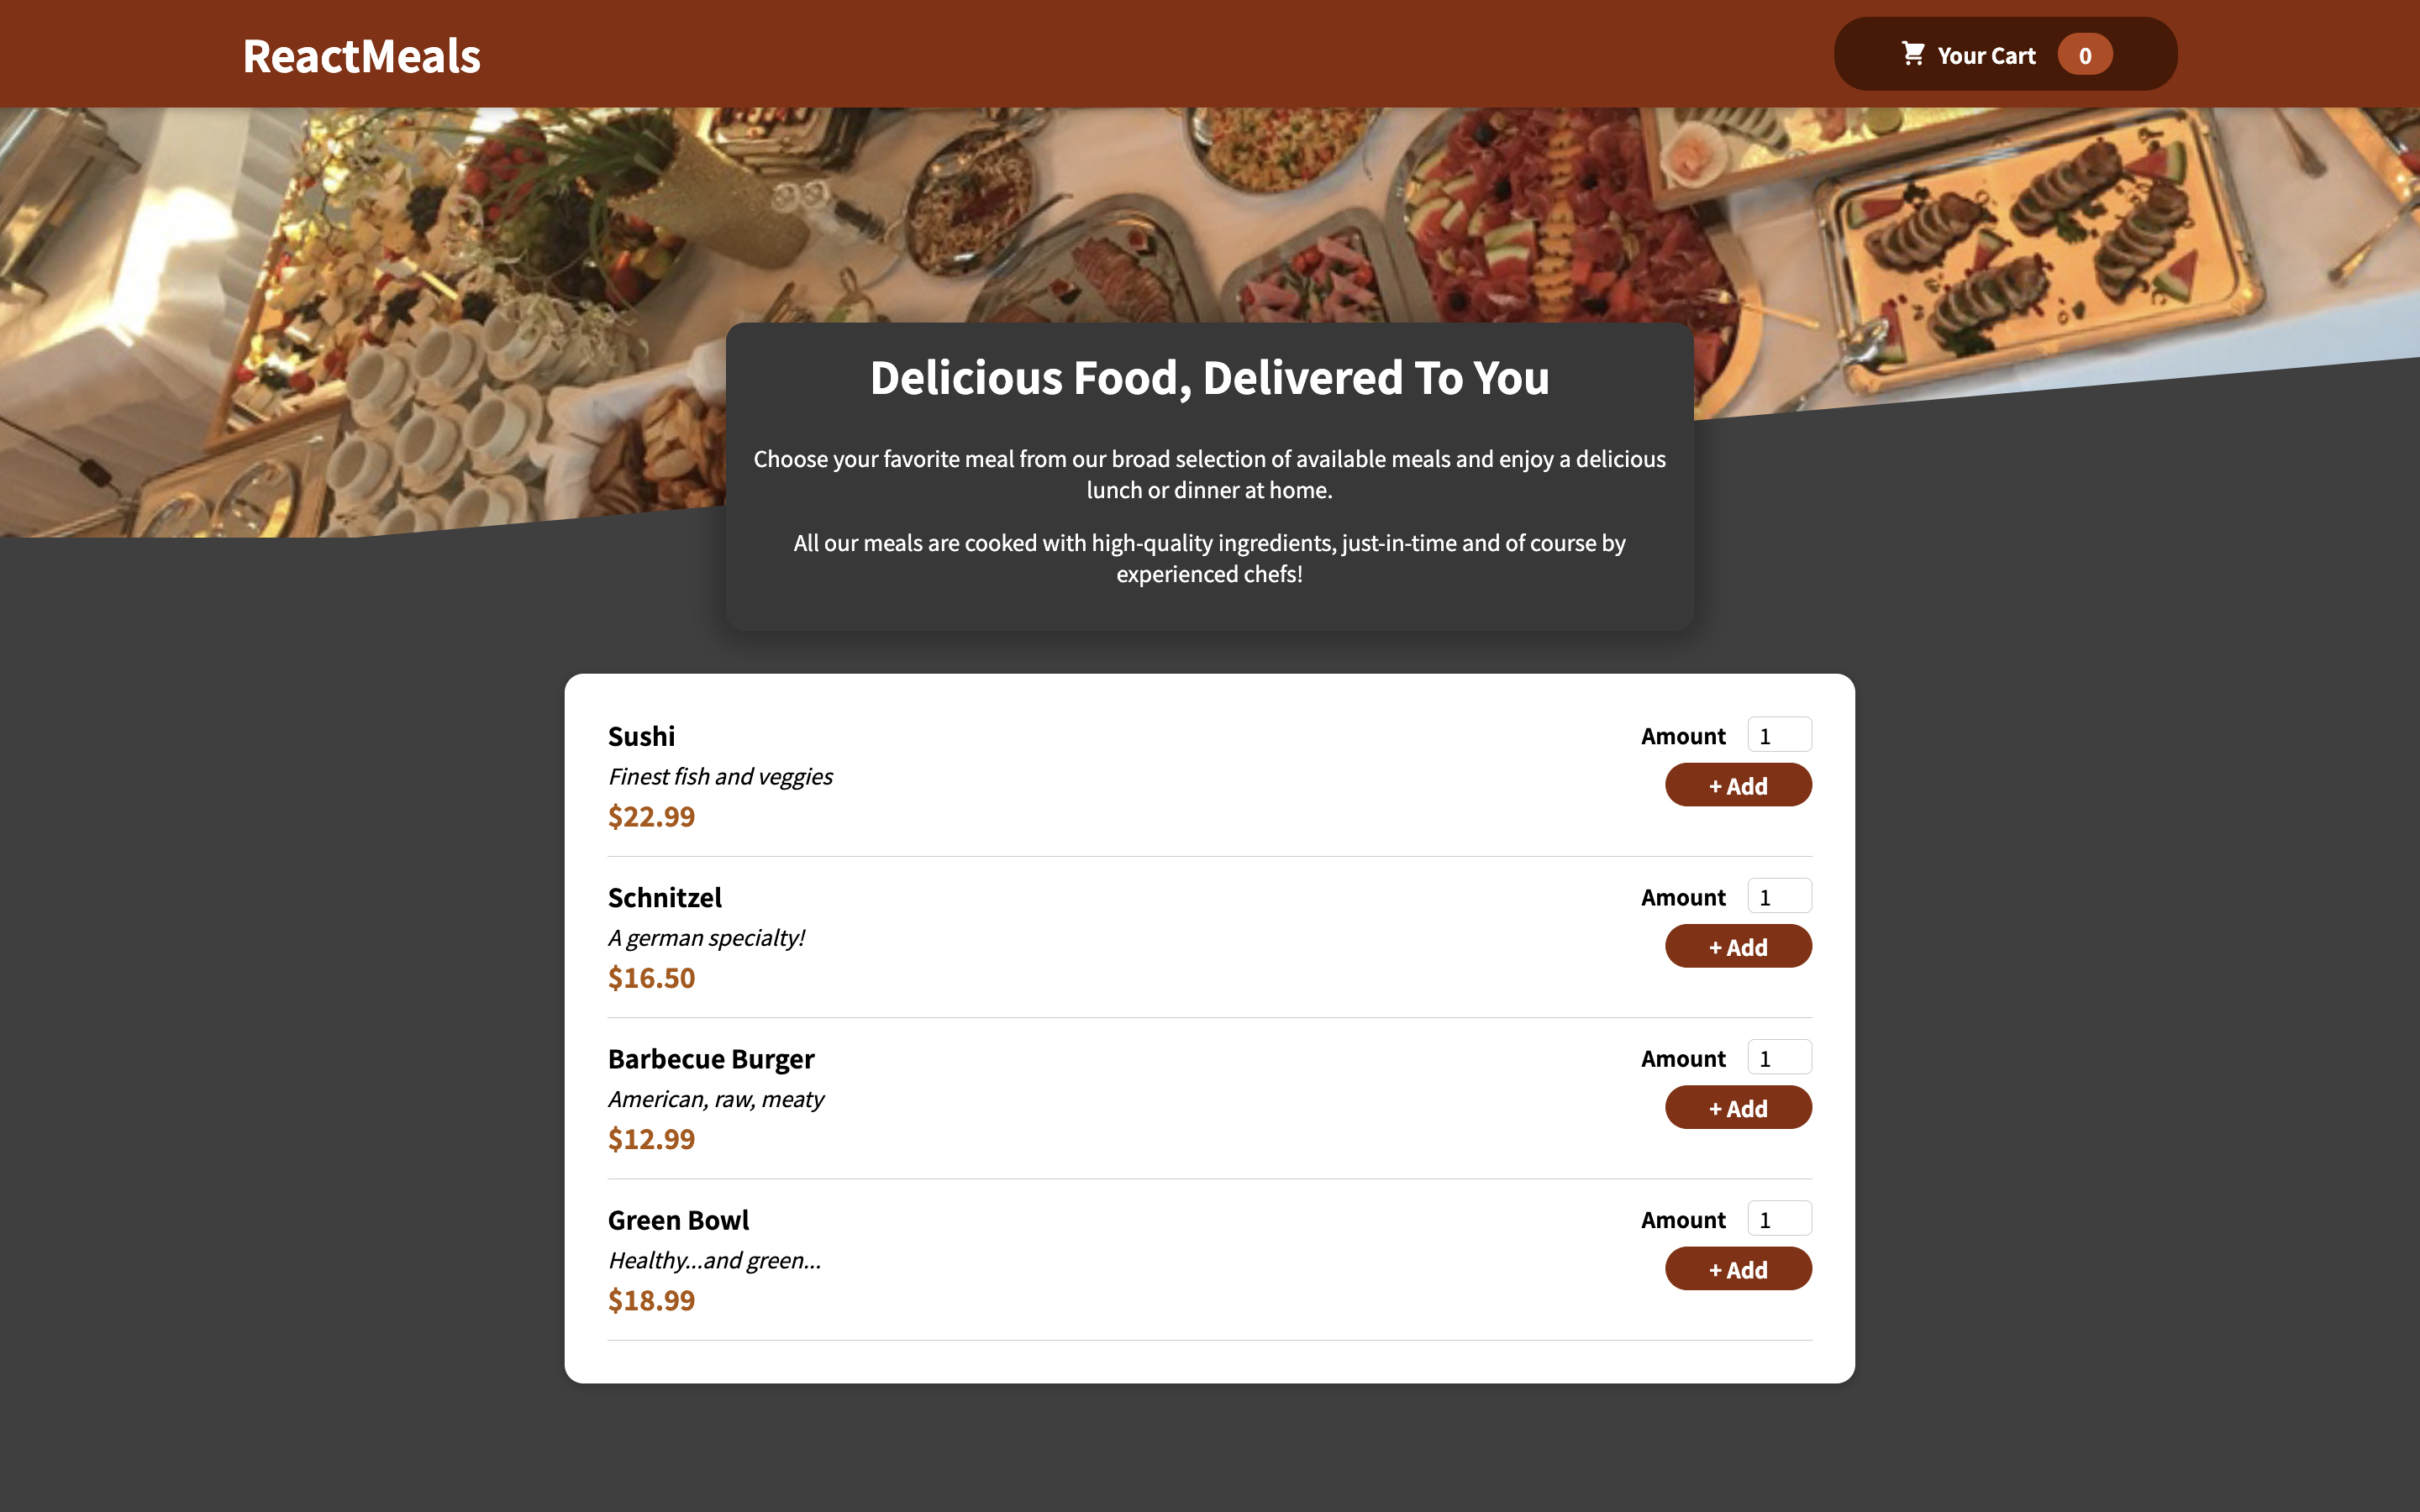 ReactMeals
Your Cart 0
Delicious Food, Delivered To You
Choose your favorite meal from our broad selection of available meals and enjoy a delicious
lunch or dinner at home.
All our meals are cooked with high-quality ingredients, just-in-time and of course by
experienced chefs!
Sushi
Finest fish and veggies
$22.99
Amount 1
+ Add
Schnitzel
A german specialty!
$16.50
Amount 1
+ Add
Barbecue Burger
American, raw, meaty
$12.99
Amount 1
+ Add
Green Bowl
Healthy...and green...
$18.99
Amount 1
+ Add